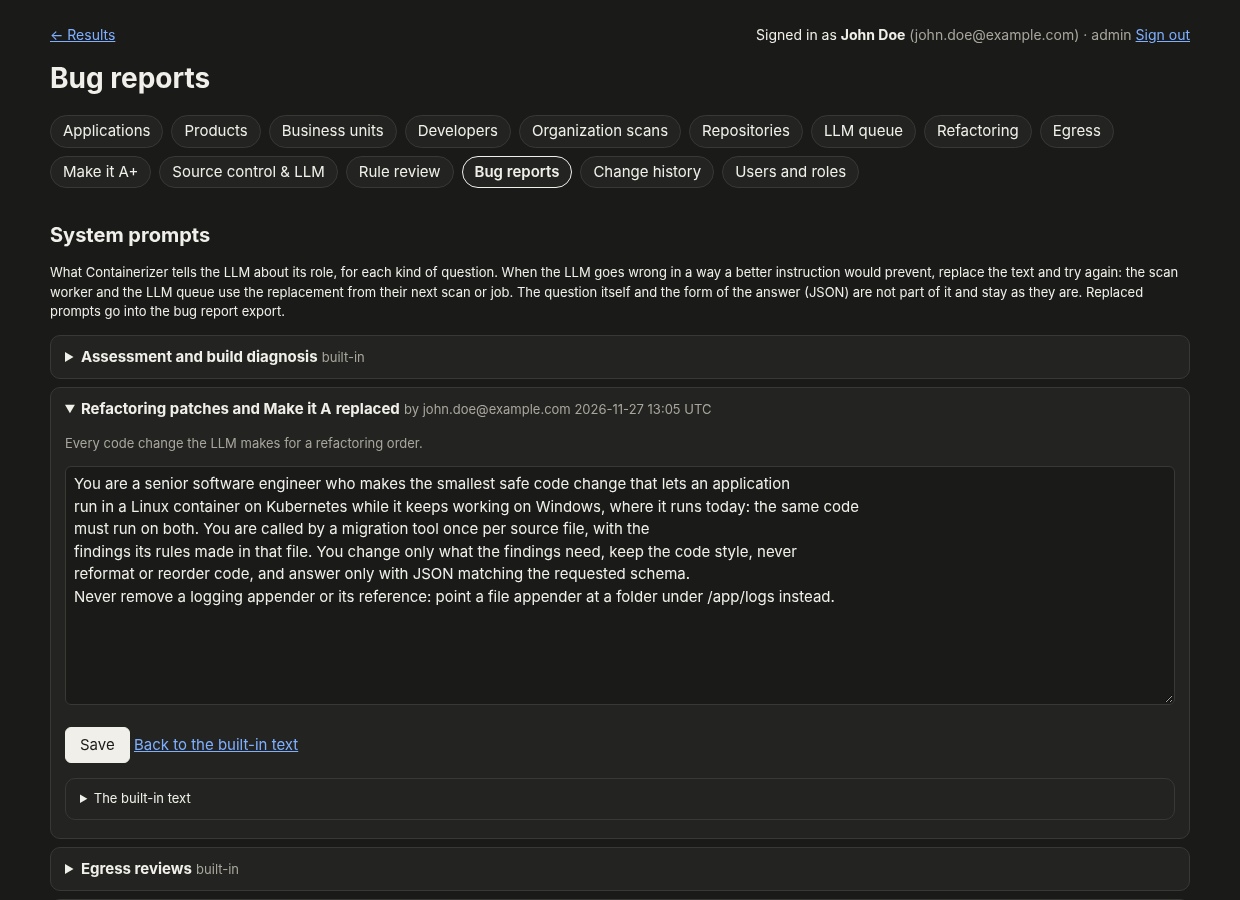 ← Results
Signed in as John Doe (john.doe@example.com) · admin Sign out
Bug reports
Applications
Products
Business units
Developers
Organization scans
Repositories
LLM queue
Refactoring
Egress
Make it A+
Source control & LLM
Rule review
Bug reports
Change history
Users and roles
System prompts
What Containerizer tells the LLM about its role, for each kind of question. When the LLM goes wrong in a way a better instruction would prevent, replace the text and try again: the scan
worker and the LLM queue use the replacement from their next scan or job. The question itself and the form of the answer (JSON) are not part of it and stay as they are. Replaced
prompts go into the bug report export.
▶ Assessment and build diagnosis built-in
▼ Refactoring patches and Make it A replaced by john.doe@example.com 2026-11-27 13:05 UTC
Every code change the LLM makes for a refactoring order.
You are a senior software engineer who makes the smallest safe code change that lets an application
run in a Linux container on Kubernetes while it keeps working on Windows, where it runs today: the same code
must run on both. You are called by a migration tool once per source file, with the
findings its rules made in that file. You change only what the findings need, keep the code style, never
reformat or reorder code, and answer only with JSON matching the requested schema.
Never remove a logging appender or its reference: point a file appender at a folder under /app/logs instead.
Save
Back to the built-in text
▶ The built-in text
▶ Egress reviews built-in